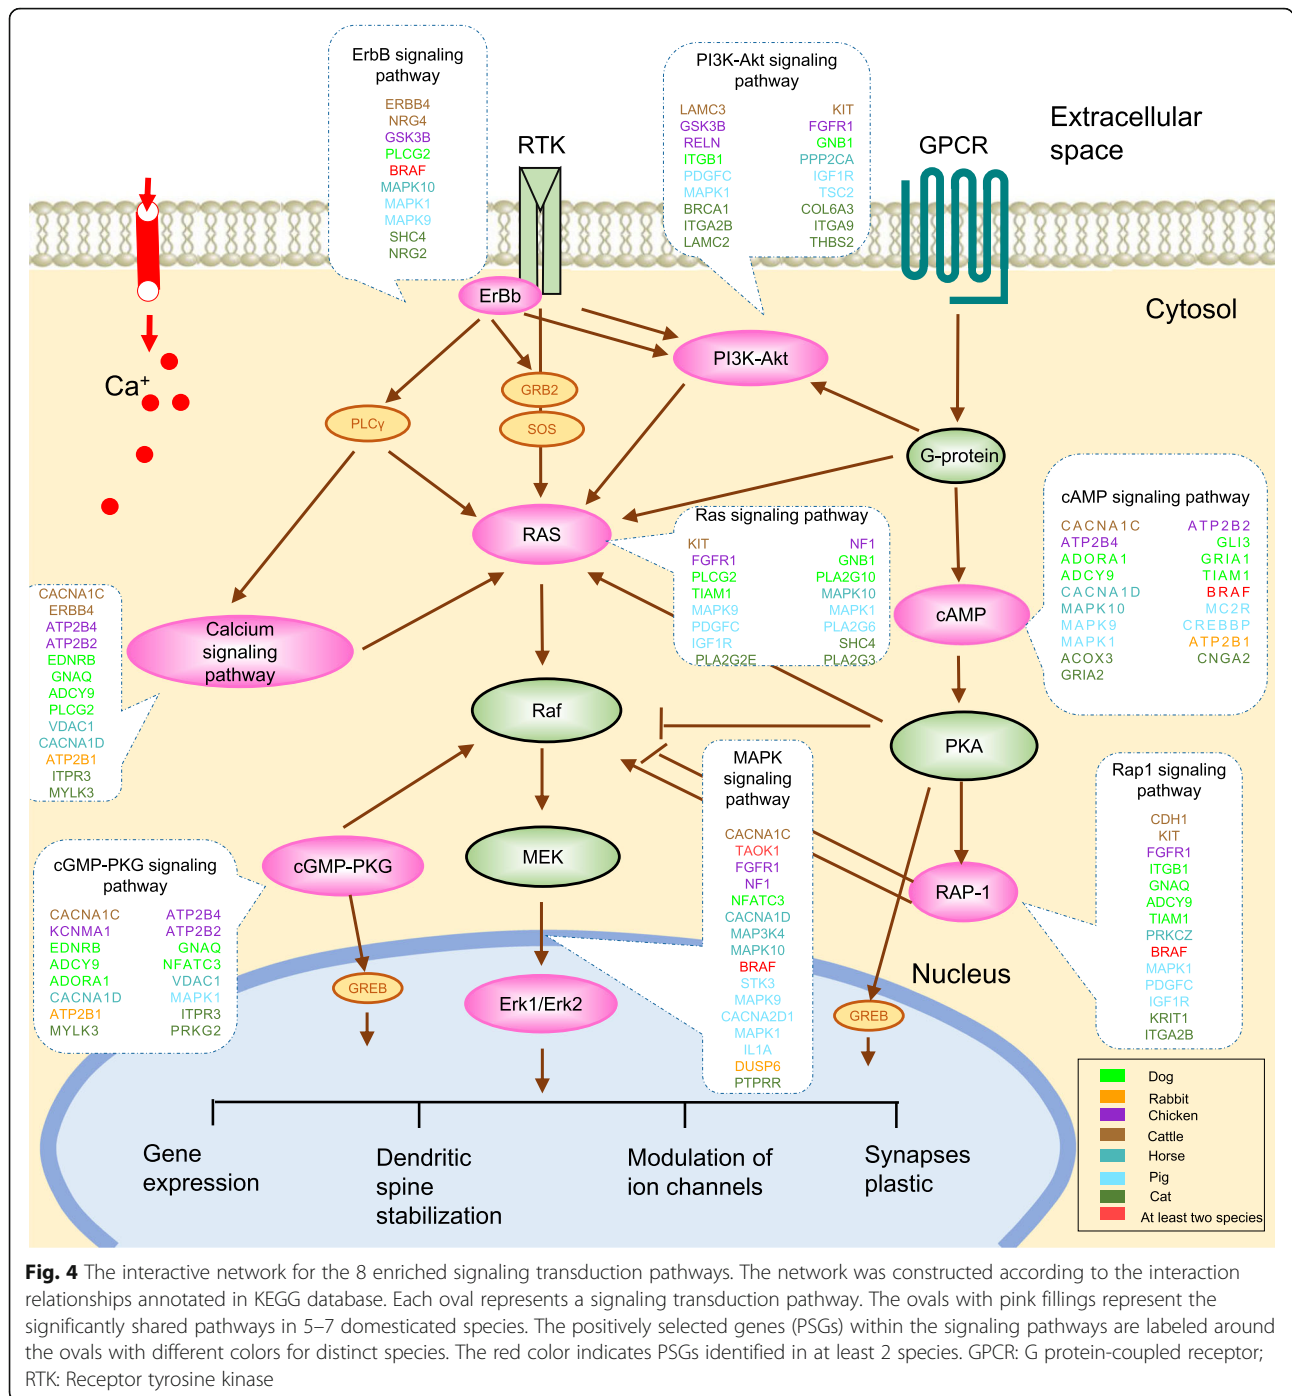 ErbB signaling
pathway
ERBB4
NRG4
GSK3B
PLCG2
BRAF
MAPK10
MAPK1
MAPK9
SHC4
NRG2
PI3K-Akt signaling
pathway
LAMC3 KIT
GSK3B FGFR1
RELN GNB1
ITGB1 PPP2CA
PDGFC IGF1R
MAPK1 TSC2
BRCA1 COL6A3
ITGA2B ITGA9
LAMC2 THBS2
Extracellular
space
RTK
GPCR
Cytosol
ErBb
PI3K-Akt
Ca+
GRB2
PLCγ
SOS
G-protein
RAS
Ras signaling pathway
KIT NF1
FGFR1 GNB1
PLCG2 PLA2G10
TIAM1 MAPK10
MAPK9 MAPK1
PDGFC PLA2G6
IGF1R SHC4
PLA2G2E PLA2G3
cAMP signaling pathway
CACNA1C ATP2B2
ATP2B4 GLI3
ADORA1 GRIA1
ADCY9 TIAM1
CACNA1D BRAF
MAPK10 MC2R
MAPK9 CREBBP
MAPK1 ATP2B1
ACOX3 CNGA2
GRIA2
cAMP
CACNA1C
ERBB4
ATP2B4
ATP2B2
EDNRB
GNAQ
ADCY9
PLCG2
VDAC1
CACNA1D
ATP2B1
ITPR3
MYLK3
Calcium
signaling
pathway
Raf
PKA
MAPK
signaling
pathway
CACNA1C
TAOK1
FGFR1
NF1
NFATC3
CACNA1D
MAP3K4
MAPK10
BRAF
STK3
MAPK9
CACNA2D1
MAPK1
IL1A
DUSP6
PTPRR
Rap1 signaling
pathway
CDH1
KIT
FGFR1
ITGB1
GNAQ
ADCY9
TIAM1
PRKCZ
BRAF
MAPK1
PDGFC
IGF1R
KRIT1
ITGA2B
cGMP-PKG signaling
pathway
CACNA1C ATP2B4
KCNMA1 ATP2B2
EDNRB GNAQ
ADCY9 NFATC3
ADORA1 VDAC1
CACNA1D MAPK1
ATP2B1 ITPR3
MYLK3 PRKG2
cGMP-PKG
MEK
RAP-1
Nucleus
GREB
Erk1/Erk2
GREB
Gene
expression
Dendritic
spine
stabilization
Modulation of
ion channels
Synapses
plastic
Dog
Rabbit
Chicken
Cattle
Horse
Pig
Cat
At least two species
Fig. 4 The interactive network for the 8 enriched signaling transduction pathways. The network was constructed according to the interaction
relationships annotated in KEGG database. Each oval represents a signaling transduction pathway. The ovals with pink fillings represent the
significantly shared pathways in 5–7 domesticated species. The positively selected genes (PSGs) within the signaling pathways are labeled around
the ovals with different colors for distinct species. The red color indicates PSGs identified in at least 2 species. GPCR: G protein-coupled receptor;
RTK: Receptor tyrosine kinase